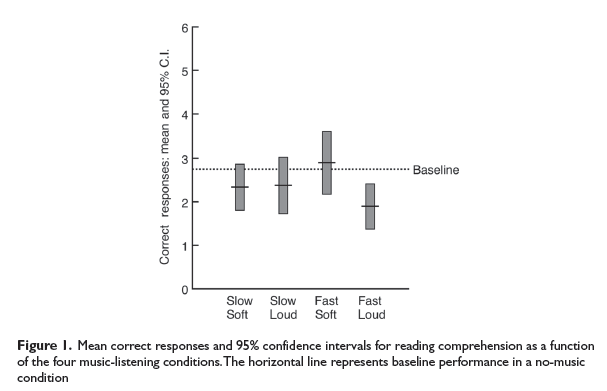 Correct responses: mean and 95% C.I.
6
5
4
3
2
1
0
Baseline
Slow Slow Fast Fast
Soft Loud Soft Loud
Figure 1. Mean correct responses and 95% confidence intervals for reading comprehension as a function
of the four music-listening conditions. The horizontal line represents baseline performance in a no-music
condition